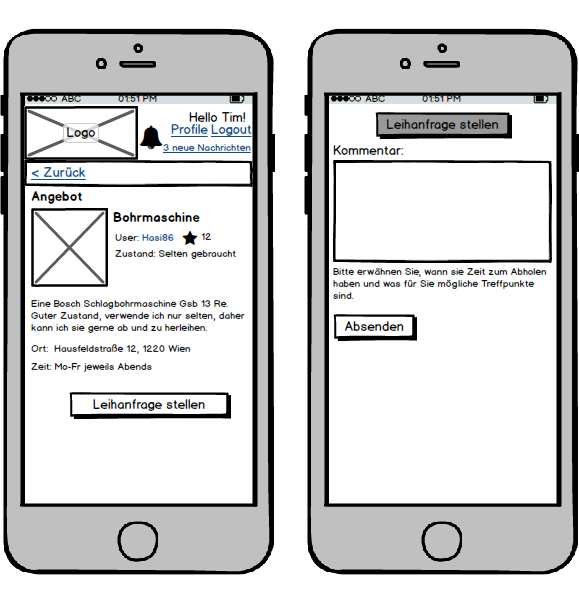 ABC 01:51 PM
Logo
Hello Tim!
Profile Logout
3 neue Nachrichten
< Zurück
Angebot
Bohrmaschine
User: Hasi86 12
Zustand: Selten gebraucht
Eine Bosch Schlagbohrmaschine Gsb 13 Re.
Guter Zustand, verwende ich nur selten, daher
kann ich sie gerne ab und zu herleihen.
Ort: Hausfeldstraße 12, 1220 Wien
Zeit: Mo-Fr jeweils Abends
Leihanfrage stellen
ABC 01:51 PM
Leihanfrage stellen
Kommentar:
Bitte erwöhnen Sie, wann sie Zeit zum Abholen
haben und was für Sie mögliche Treffpunkte
sind.
Absenden